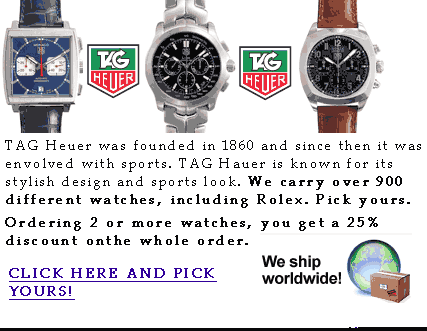 TAG
HEUER
TAG
HEUER
TAG Heuer was founded in 1860 and since then it was
envolved with sports. TAG Hauer is known for its
stylish design and sports look. We carry over 900
different watches, including Rolex. Pick yours.
Ordering 2 or more watches, you get a 25%
discount onthe whole order.
CLICK HERE AND PICK
YOURS!
We ship
worldwide!